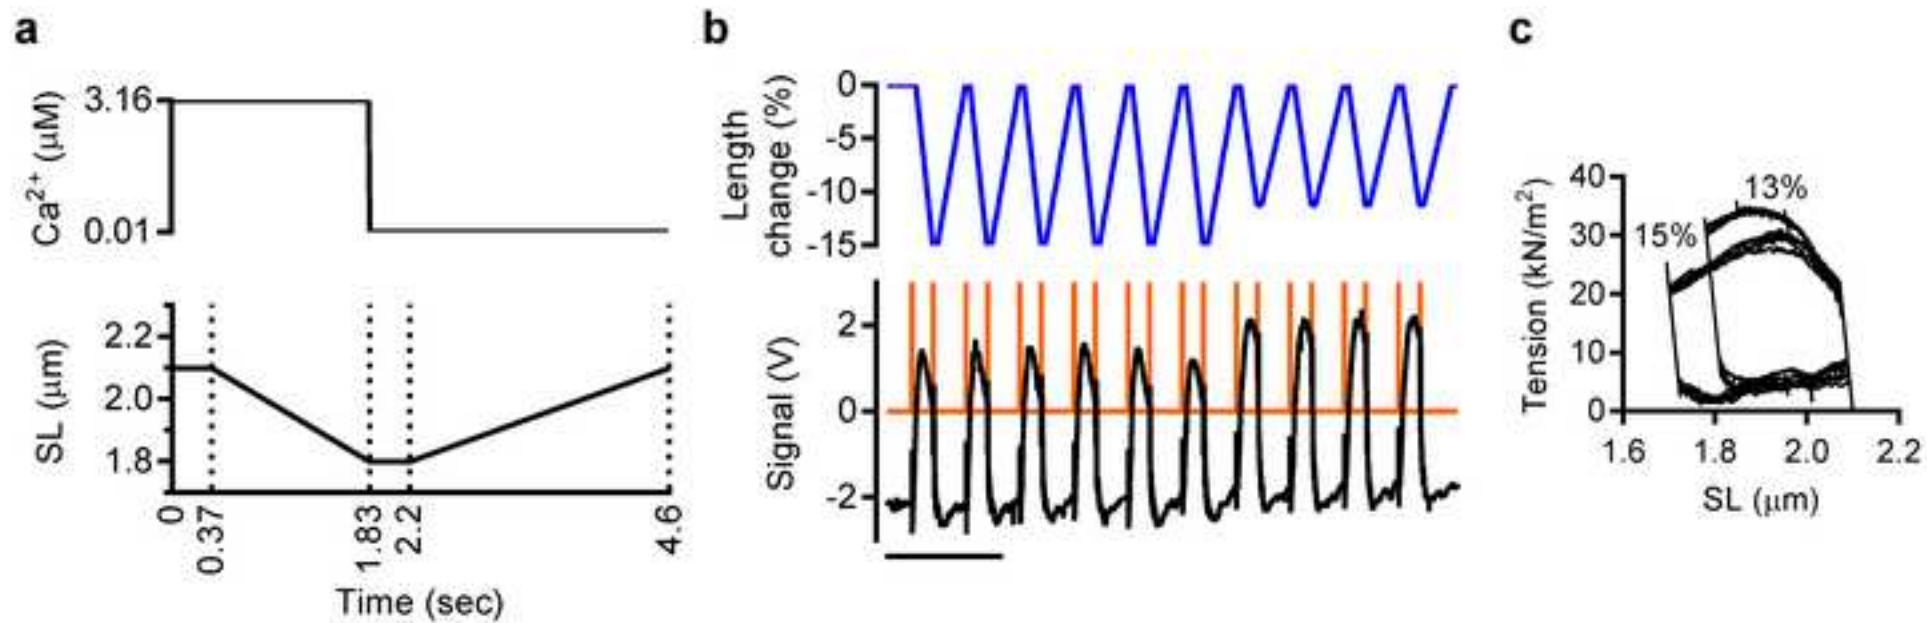 a
Ca2+ (μM)
3.16
0.01
SL (μm)
2.2
2.0
1.8
0
0.37
1.83
2.2
4.6
Time (sec)
b
Length
change (%)
0
-5
-10
-15
Signal (V)
2
0
-2
c
Tension (kN/m2)
40
30
20
10
0
13%
15%
1.6
1.8
2.0
2.2
SL (μm)